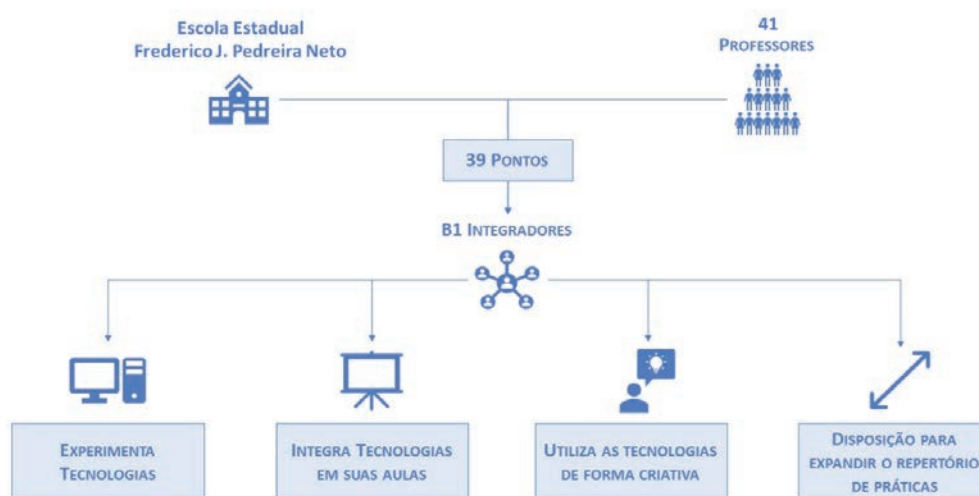 Escola Estadual
Frederico J. Pedreira Neto
41
PROFESSORES
39 PONTOS
B1 INTEGRADORES
EXPERIMENTA
TECNOLOGIAS
INTEGRA TECNOLOGIAS
EM SUAS AULAS
UTILIZA AS TECNOLOGIAS
DE FORMA CRIATIVA
DISPOSIÇÃO PARA
EXPANDIR O REPERTÓRIO
DE PRÁTICAS